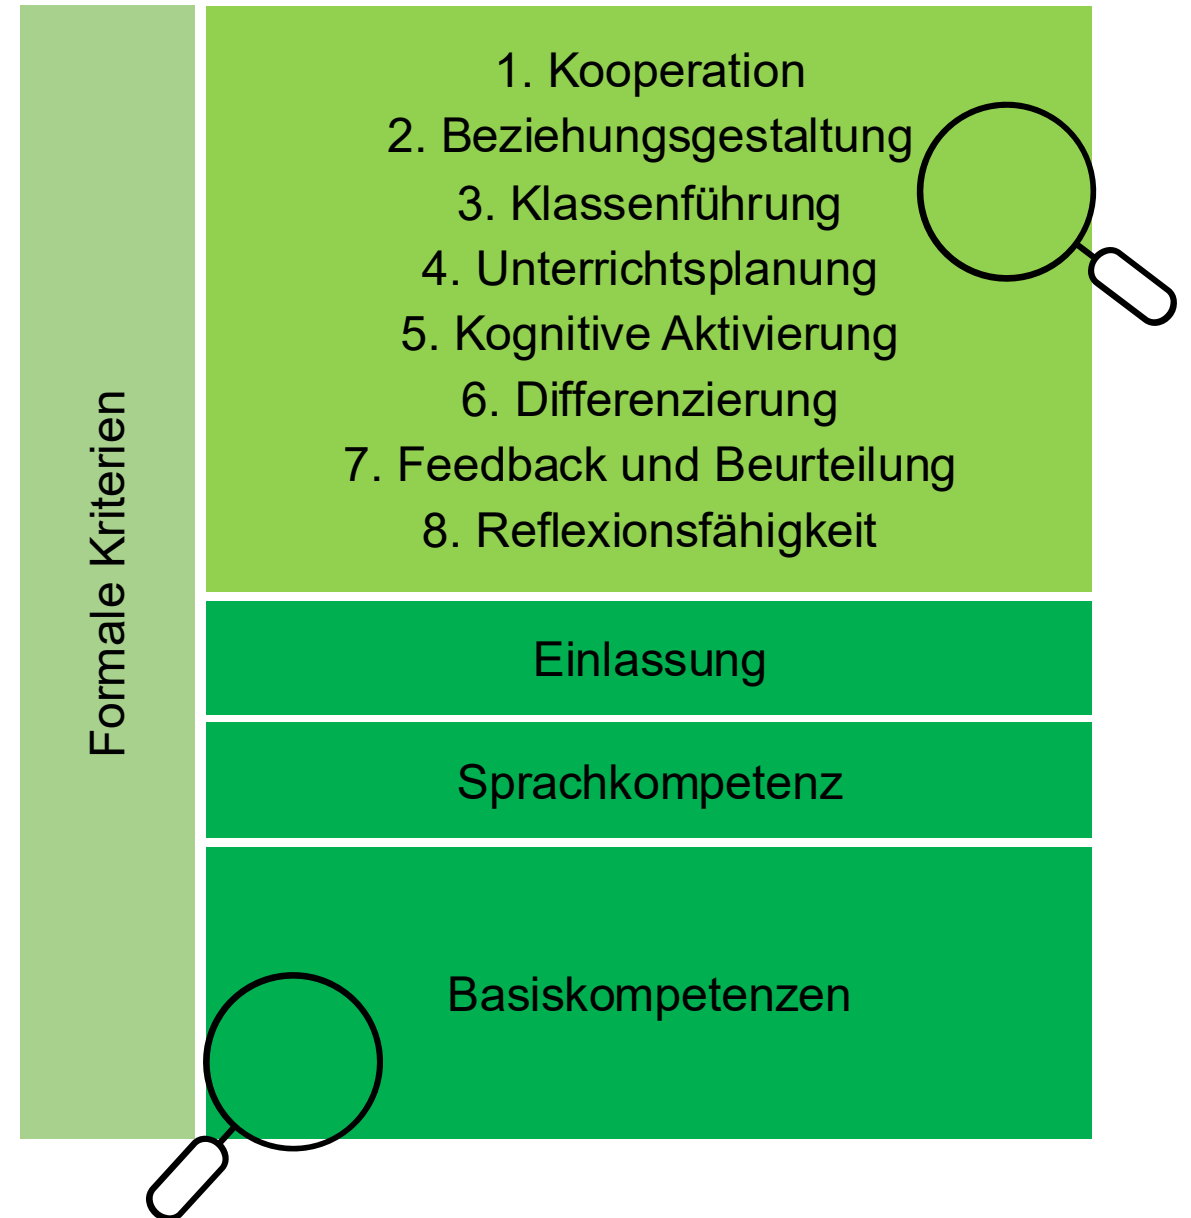 Formale Kriterien
1. Kooperation
2. Beziehungsgestaltung
3. Klassenführung
4. Unterrichtsplanung
5. Kognitive Aktivierung
6. Differenzierung
7. Feedback und Beurteilung
8. Reflexionsfähigkeit
Einlassung
Sprachkompetenz
Basiskompetenzen